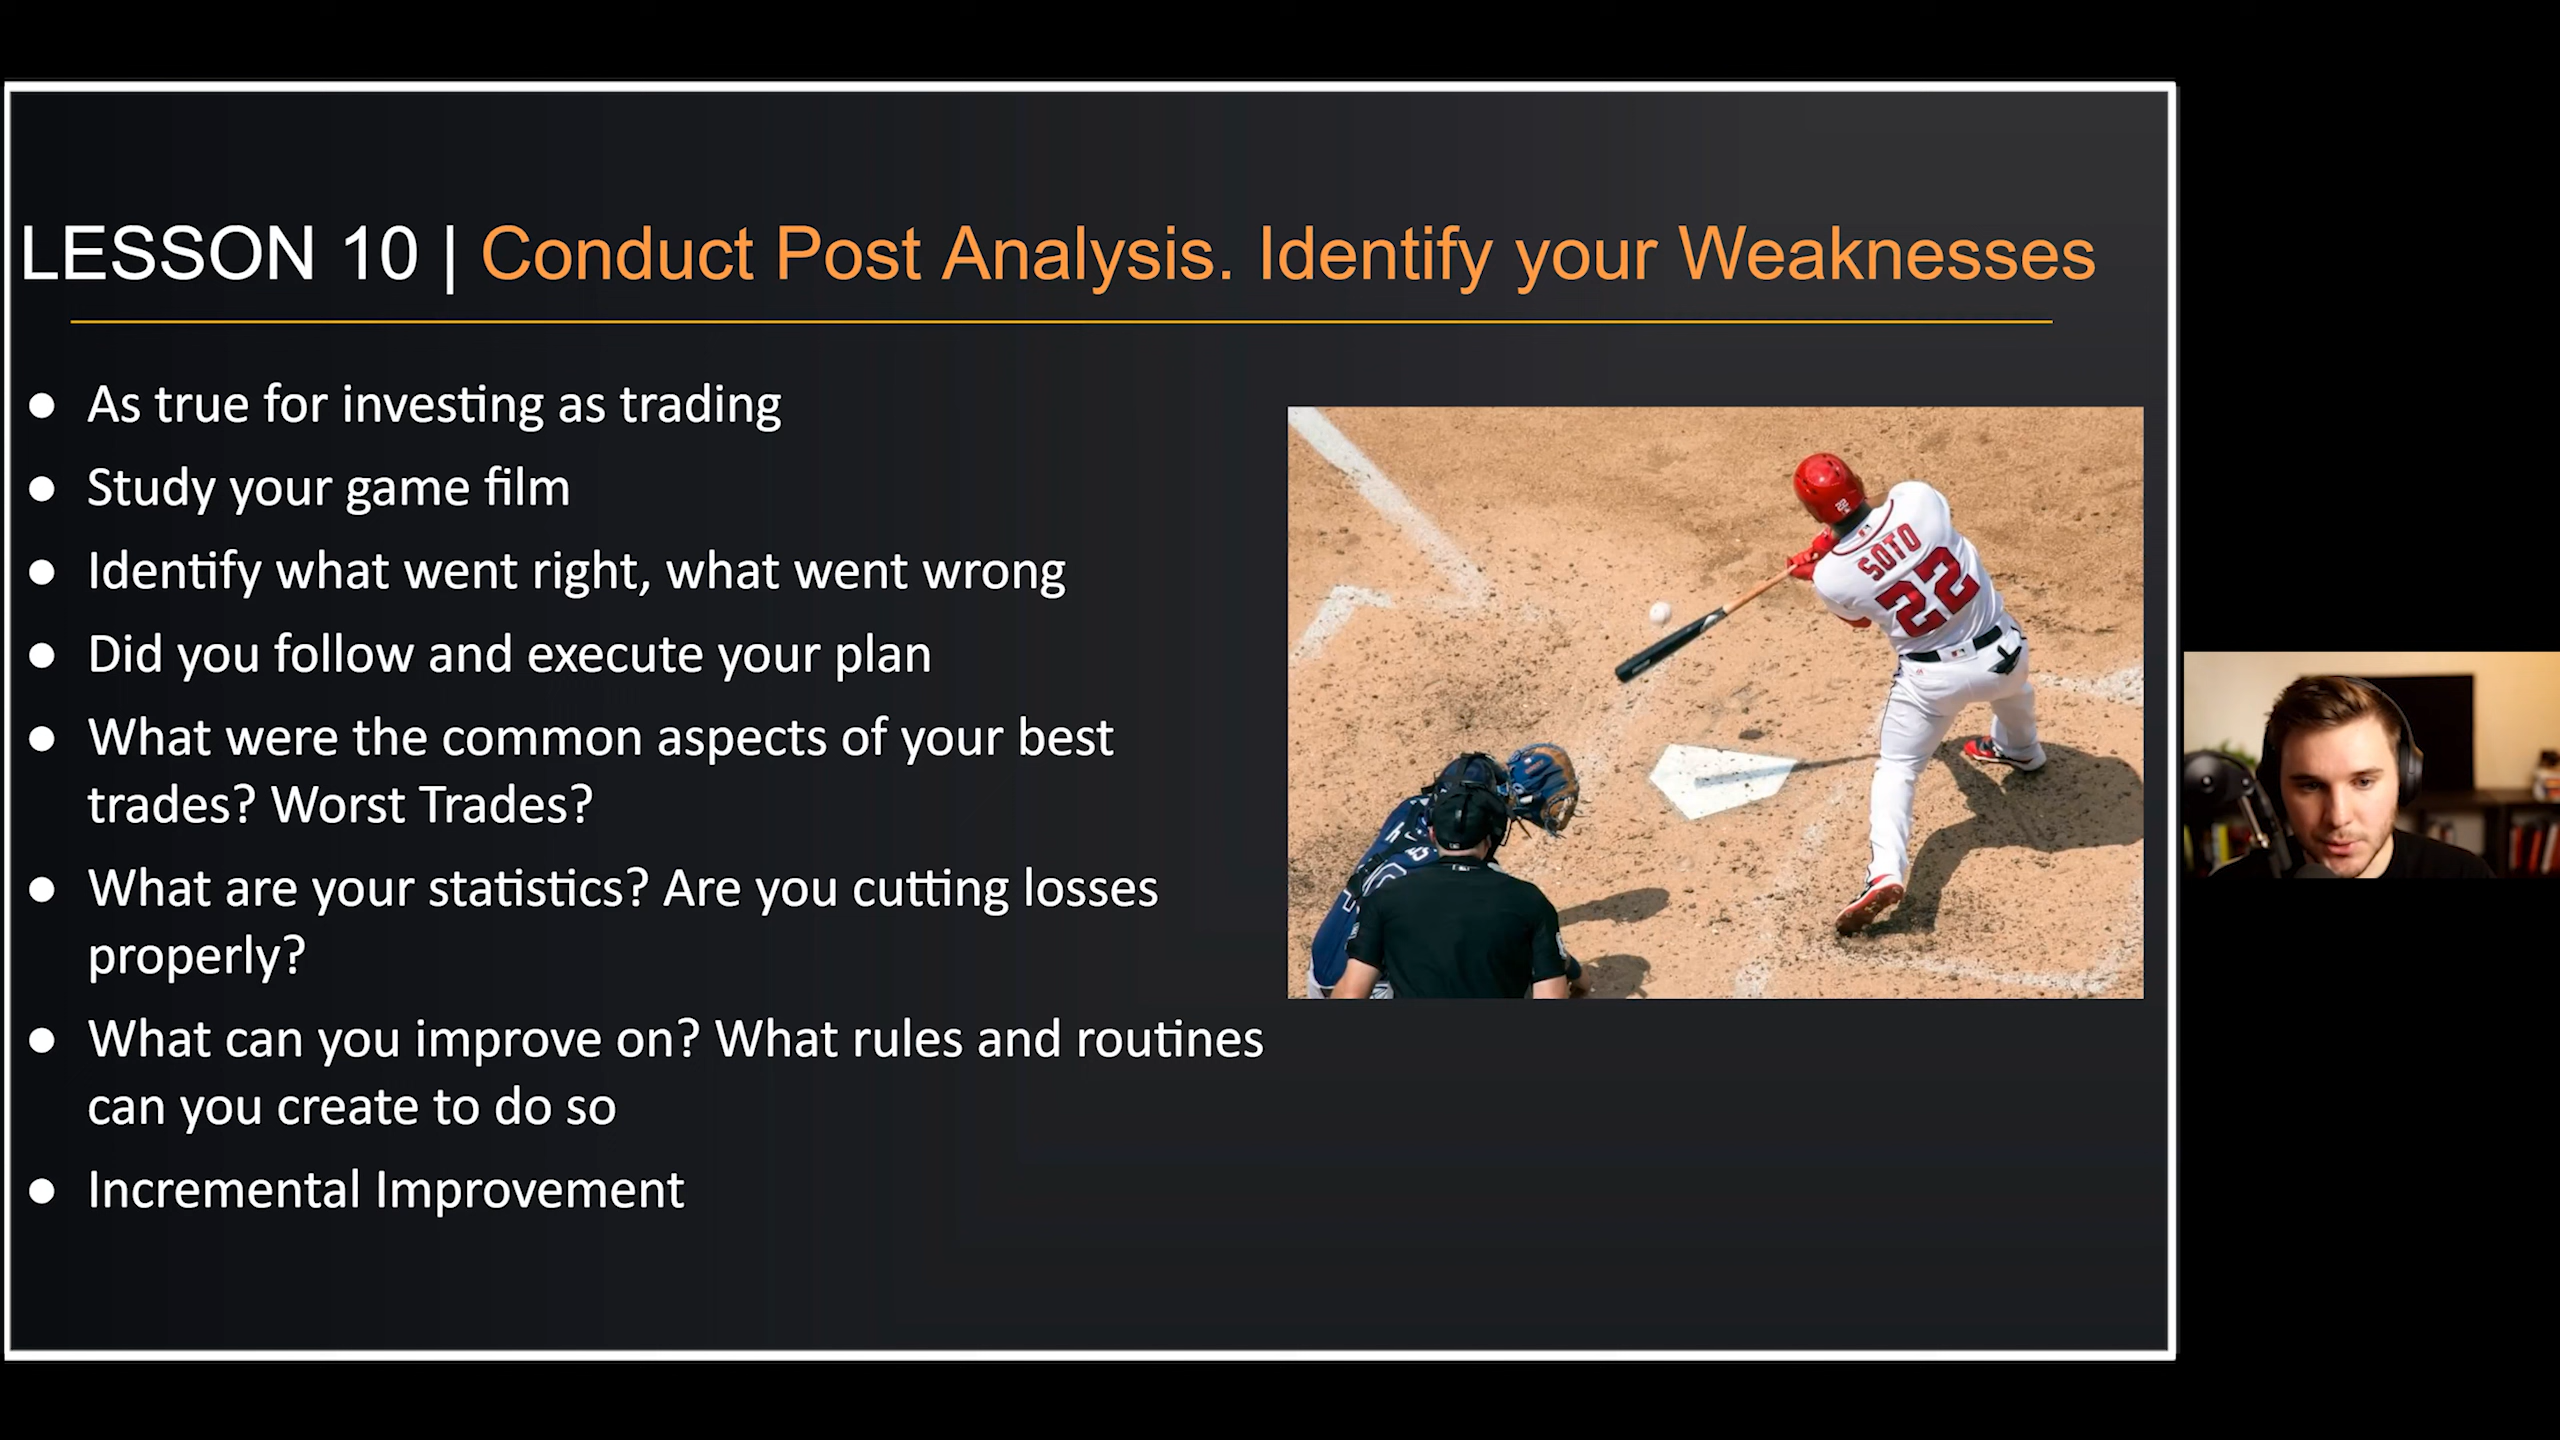 LESSON 10 | Conduct Post Analysis. Identify your Weaknesses
● As true for investing as trading
● Study your game film
● Identify what went right, what went wrong
● Did you follow and execute your plan
● What were the common aspects of your best
trades? Worst Trades?
● What are your statistics? Are you cutting losses
properly?
● What can you improve on? What rules and routines
can you create to do so
● Incremental Improvement
SOTO
22